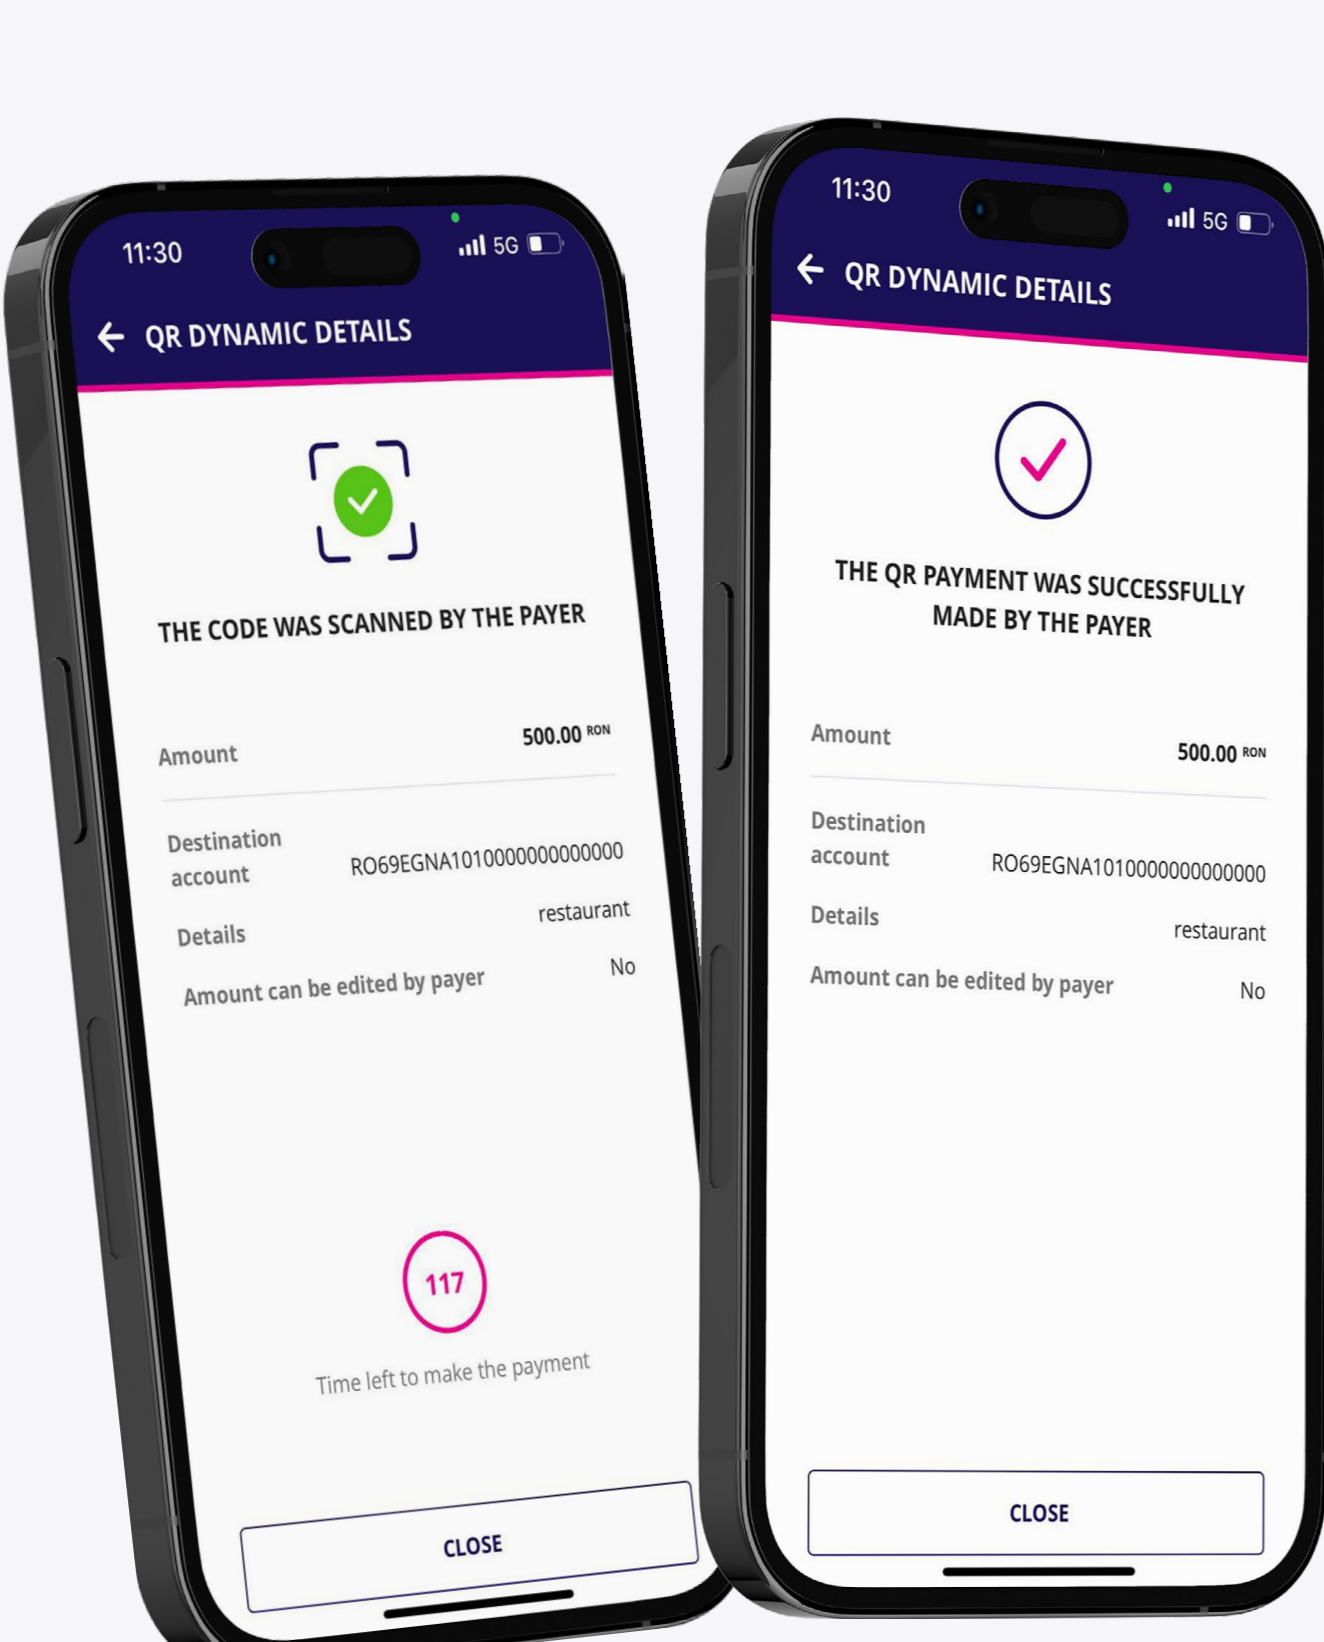 11:30
5G
QR DYNAMIC DETAILS
THE CODE WAS SCANNED BY THE PAYER
Amount
500.00 RON
Destination
account
RO69EGNA1010000000000000
Details
restaurant
Amount can be edited by payer
No
117
Time left to make the payment
CLOSE
11:30
5G
QR DYNAMIC DETAILS
THE QR PAYMENT WAS SUCCESSFULLY
MADE BY THE PAYER
Amount
500.00 RON
Destination
account
RO69EGNA1010000000000000
Details
restaurant
Amount can be edited by payer
No
CLOSE